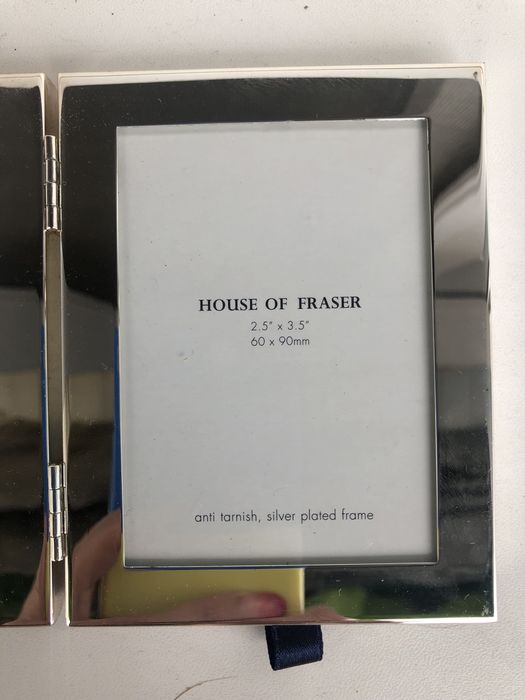 HOUSE OF FRASER
2.5" x 3.5"
60 x 90mm
anti tarnish, silver plated frame